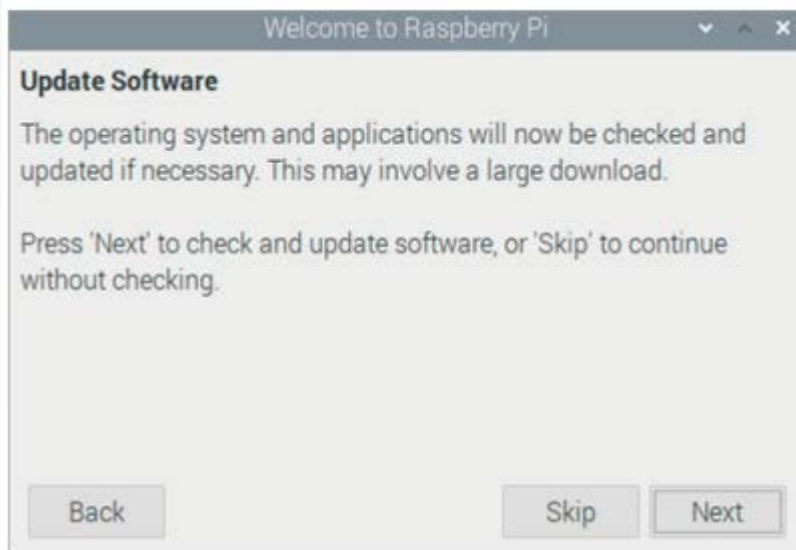 Welcome to Raspberry Pi
Update Software
The operating system and applications will now be checked and
updated if necessary. This may involve a large download.
Press 'Next' to check and update software, or 'Skip' to continue
without checking.
Back
Skip
Next